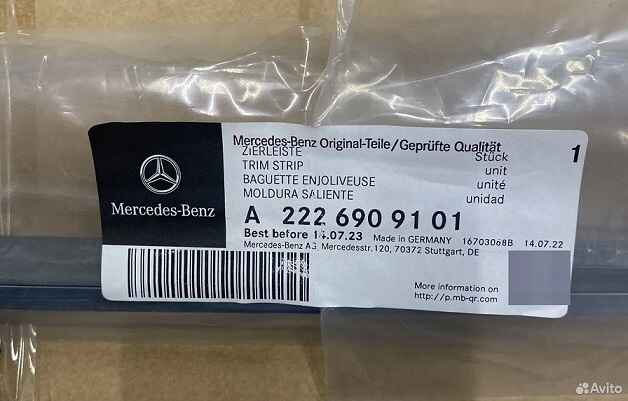 Mercedes-Benz Original-Teile/Geprüfte Qualität
ZIERLEISTE Stück 1
TRIM STRIP unit
BAGUETTE ENJOLIVEUSE unité
MOLDURA SALIENTE unidad
Mercedes-Benz
A 222 690 91 01
Best before 14.07.23 Made in GERMANY 16703068B 14.07.22
Mercedes-Benz AG Mercedesstr.120, 70372 Stuttgart, DE
More information on
http://p.mb-qr.com
Avito